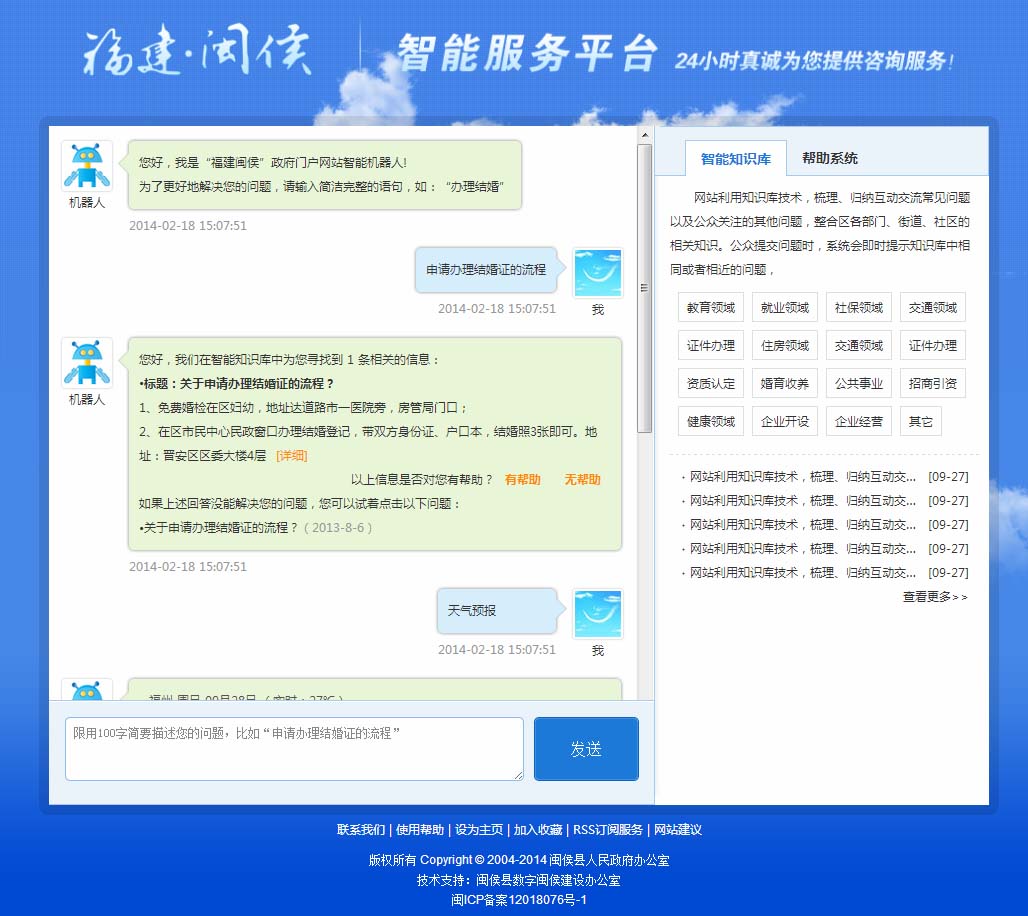 福建·闽侯
智能服务平台 24小时真诚为您提供咨询服务！
您好，我是“福建闽侯”政府门户网站智能机器人!
为了更好地解决您的问题，请输入简洁完整的语句，如：“办理结婚”
机器人
2014-02-18 15:07:51
申请办理结婚证的流程
2014-02-18 15:07:51
我
您好，我们在智能知识库中为您寻找到 1 条相关的信息：
•标题：关于申请办理结婚证的流程？
机器人
1、免费婚检在区妇幼，地址达道路市一医院旁，房管局门口；
2、在区市民中心民政窗口办理结婚登记，带双方身份证、户口本，结婚照3张即可。地
址：晋安区区委大楼4层 [详细]
以上信息是否对您有帮助？ 有帮助 无帮助
如果上述回答没能解决您的问题，您可以试着点击以下问题：
•关于申请办理结婚证的流程？（ 2013-8-6 ）
2014-02-18 15:07:51
天气预报
2014-02-18 15:07:51
我
福州 周日 09月28日 （ 实时：27℃ ）
限用100字简要描述您的问题，比如“申请办理结婚证的流程”
发送
智能知识库 帮助系统
网站利用知识库技术，梳理、归纳互动交流常见问题
以及公众关注的其他问题，整合区各部门、街道、社区的
相关知识。公众提交问题时，系统会即时提示知识库中相
同或者相近的问题，
教育领域 就业领域 社保领域 交通领域
证件办理 住房领域 交通领域 证件办理
资质认定 婚育收养 公共事业 招商引资
健康领域 企业开设 企业经营 其它
· 网站利用知识库技术，梳理、归纳互动交... [09-27]
· 网站利用知识库技术，梳理、归纳互动交... [09-27]
· 网站利用知识库技术，梳理、归纳互动交... [09-27]
· 网站利用知识库技术，梳理、归纳互动交... [09-27]
· 网站利用知识库技术，梳理、归纳互动交... [09-27]
查看更多>>
联系我们 | 使用帮助 | 设为主页 | 加入收藏 | RSS订阅服务 | 网站建议
版权所有 Copyright © 2004-2014 闽侯县人民政府办公室
技术支持：闽侯县数字闽侯建设办公室
闽ICP备案12018076号-1